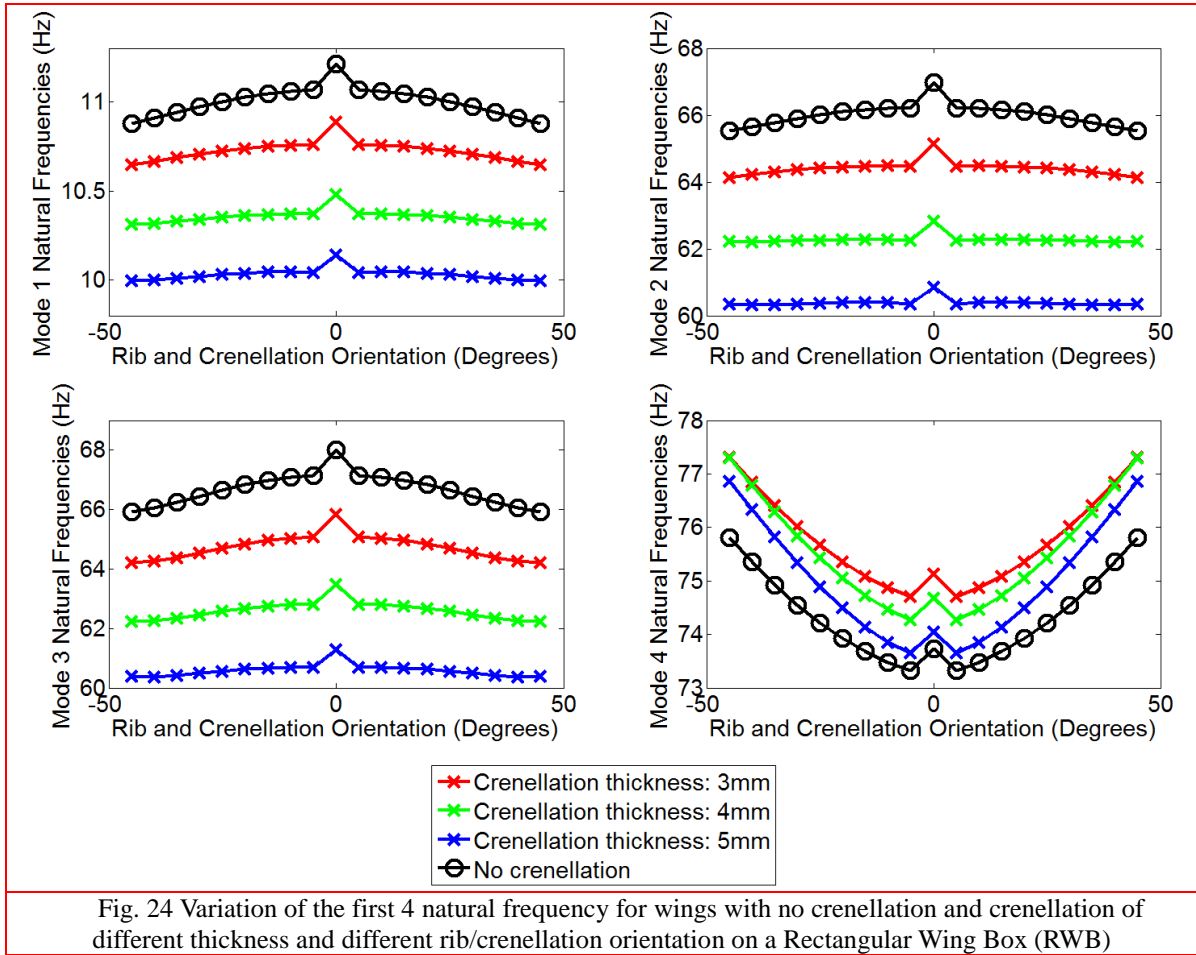 Mode 1 Natural Frequencies (Hz)
11
10.5
10
-50
0
50
Rib and Crenellation Orientation (Degrees)
Mode 2 Natural Frequencies (Hz)
68
66
64
62
60
-50
0
50
Rib and Crenellation Orientation (Degrees)
Mode 3 Natural Frequencies (Hz)
68
66
64
62
60
-50
0
50
Rib and Crenellation Orientation (Degrees)
Mode 4 Natural Frequencies (Hz)
78
77
76
75
74
73
-50
0
50
Rib and Crenellation Orientation (Degrees)
Crenellation thickness: 3mm
Crenellation thickness: 4mm
Crenellation thickness: 5mm
No crenellation
Fig. 24 Variation of the first 4 natural frequency for wings with no crenellation and crenellation of
different thickness and different rib/crenellation orientation on a Rectangular Wing Box (RWB)